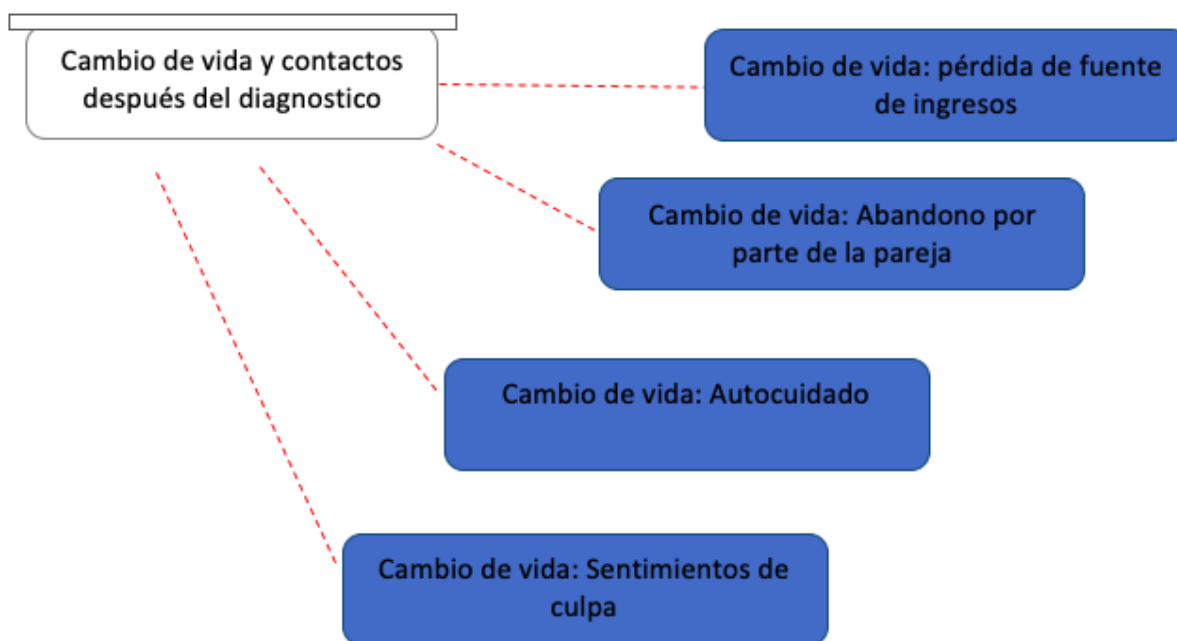 Cambio de vida y contactos
después del diagnostico
Cambio de vida: pérdida de fuente
de ingresos
Cambio de vida: Abandono por
parte de la pareja
Cambio de vida: Autocuidado
Cambio de vida: Sentimientos de
culpa